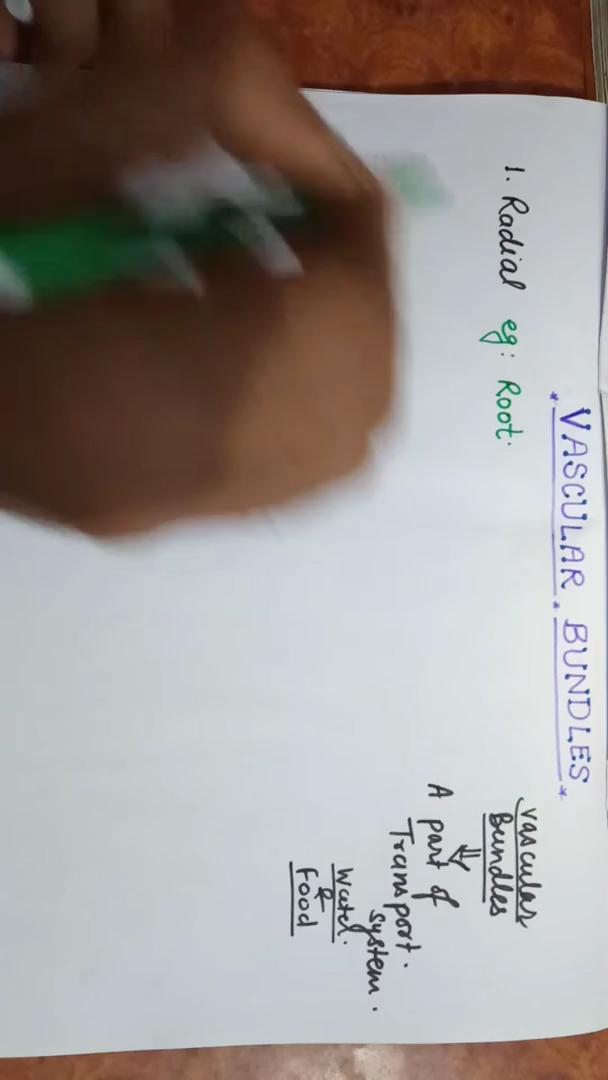 VASCULAR BUNDLES
1. Radial eg: Root.
Vascular
Bundles
A part of
Transport.
system.
Water.
&
Food